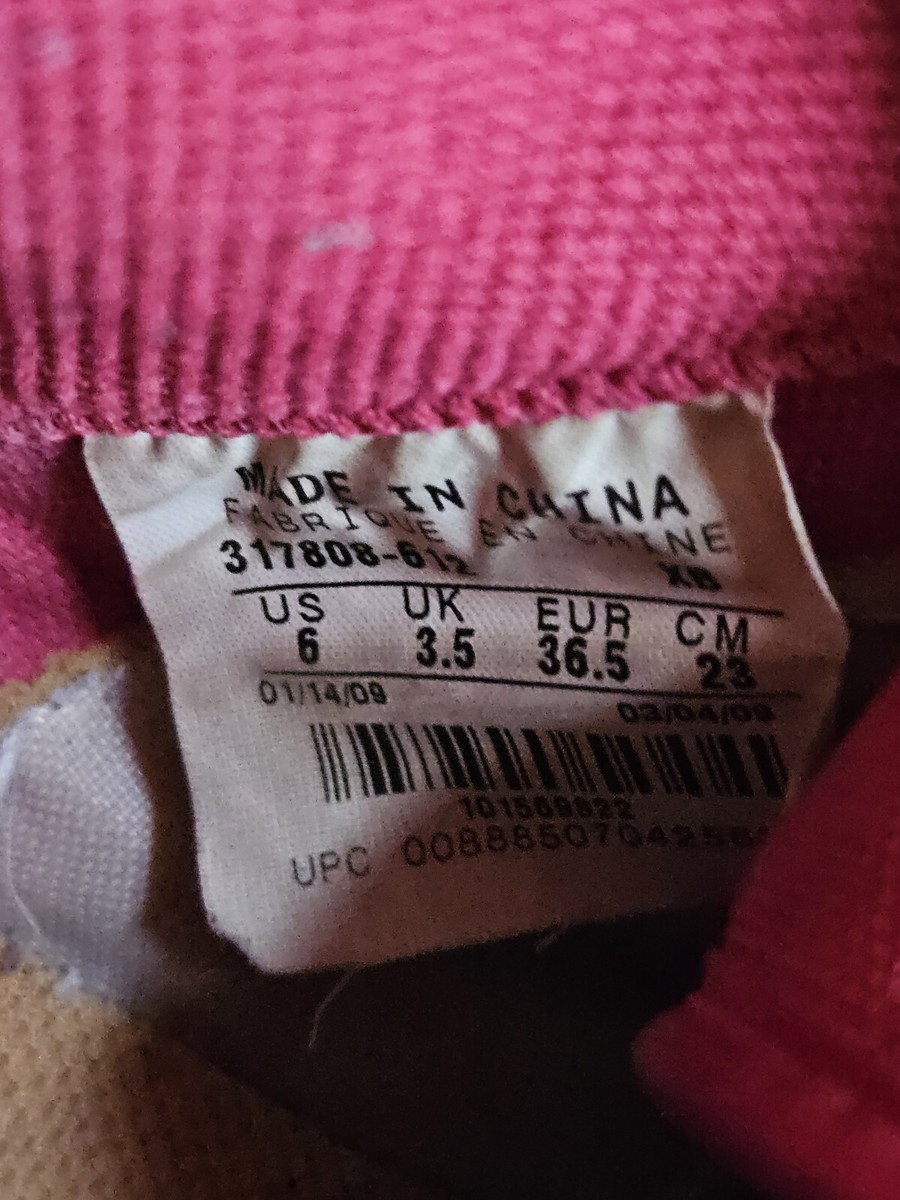 MADE IN CHINA
FABRIQUE EN CHINE
317808-612 XB
US UK EUR CM
6 3.5 36.5 23
01/14/09 03/04/09
101569822
UPC